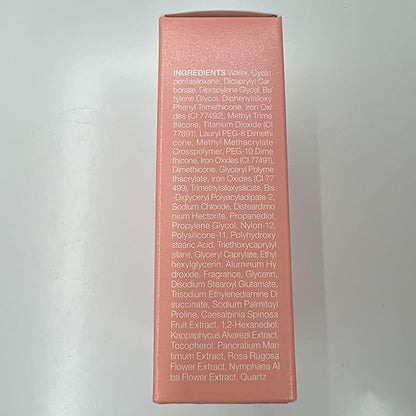 INGREDIENTS Water, Cyclo
pentasiloxane, Dicaprylyl Car
bonate, Dipropylene Glycol, Bu
tylene Glycol, Diphenylsiloxy
Phenyl Trimethicone, Iron Oxi
des (CI 77492), Methyl Trime
thicone, Titanium Dioxide (CI
77891), Lauryl PEG-8 Dimethi
cone, Methyl Methacrylate
Crosspolymer, PEG-10 Dime
thicone, Iron Oxides (CI 77491),
Dimethicone, Glyceryl Polyme
thacrylate, Iron Oxides (CI 77
499), Trimethylsiloxysilicate, Bis
-Diglyceryl Polyacyladipate-2,
Sodium Chloride, Disteardimo
nium Hectorite, Propanediol,
Propylene Glycol, Nylon-12,
Polysilicone-11, Polyhydroxy
stearic Acid, Triethoxycaprylyl
silane, Glyceryl Caprylate, Ethyl
hexylglycerin, Aluminum Hy
droxide, Fragrance, Glycerin,
Disodium Stearoyl Glutamate,
Trisodium Ethylenediamine Di
succinate, Sodium Palmitoyl
Proline, Caesalpinia Spinosa
Fruit Extract, 1,2-Hexanediol,
Kappaphycus Alvarezii Extract,
Tocopherol, Pancratium Mari
timum Extract, Rosa Rugosa
Flower Extract, Nymphaea Al
ba Flower Extract, Quartz